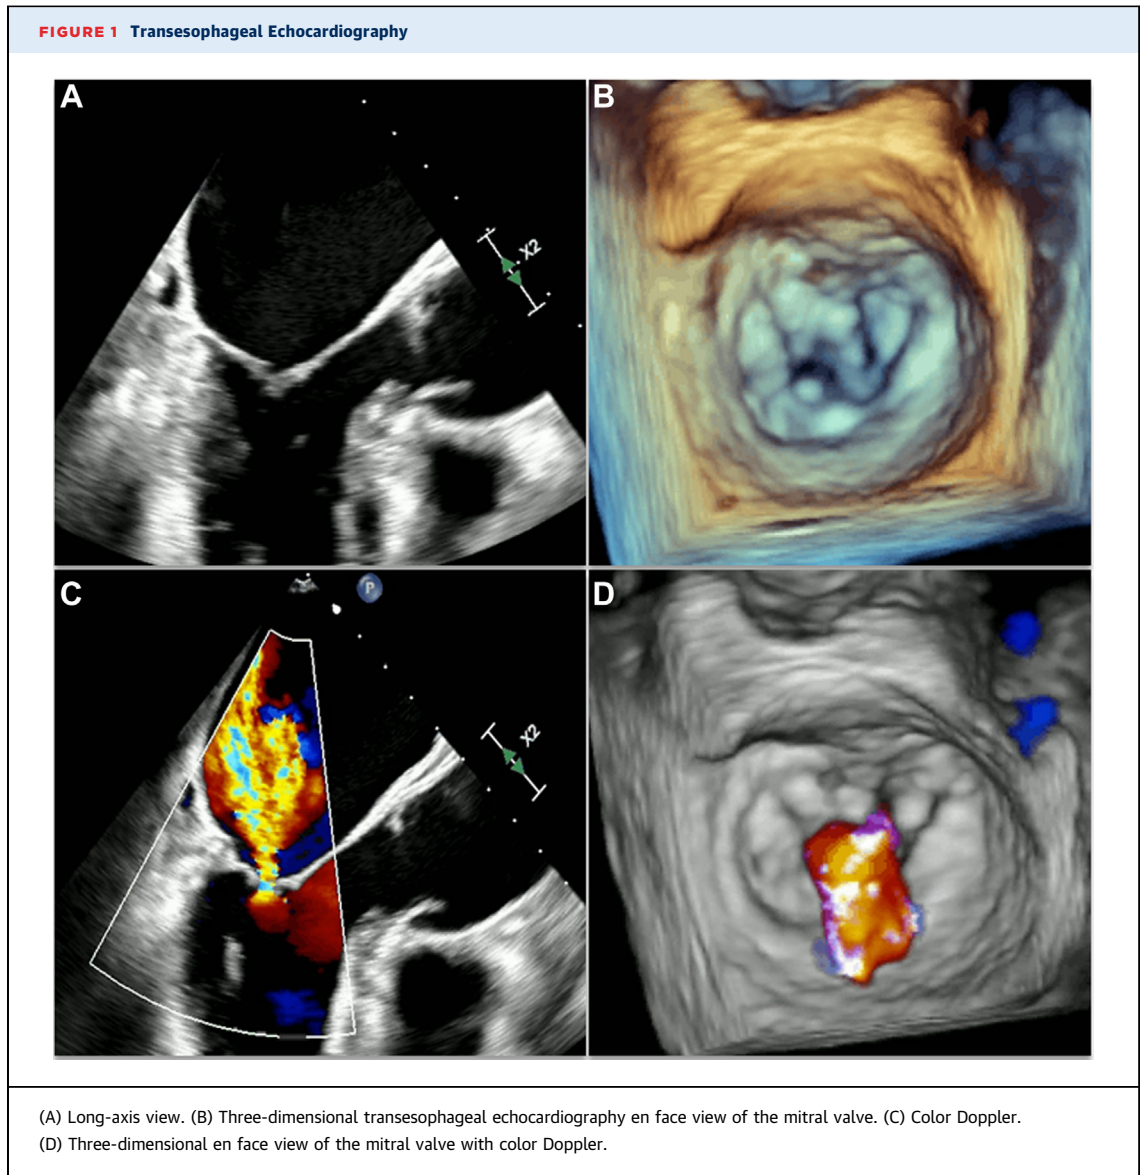 FIGURE 1 Transesophageal Echocardiography
A
B
X2
C
P
D
X2
(A) Long-axis view. (B) Three-dimensional transesophageal echocardiography en face view of the mitral valve. (C) Color Doppler.
(D) Three-dimensional en face view of the mitral valve with color Doppler.